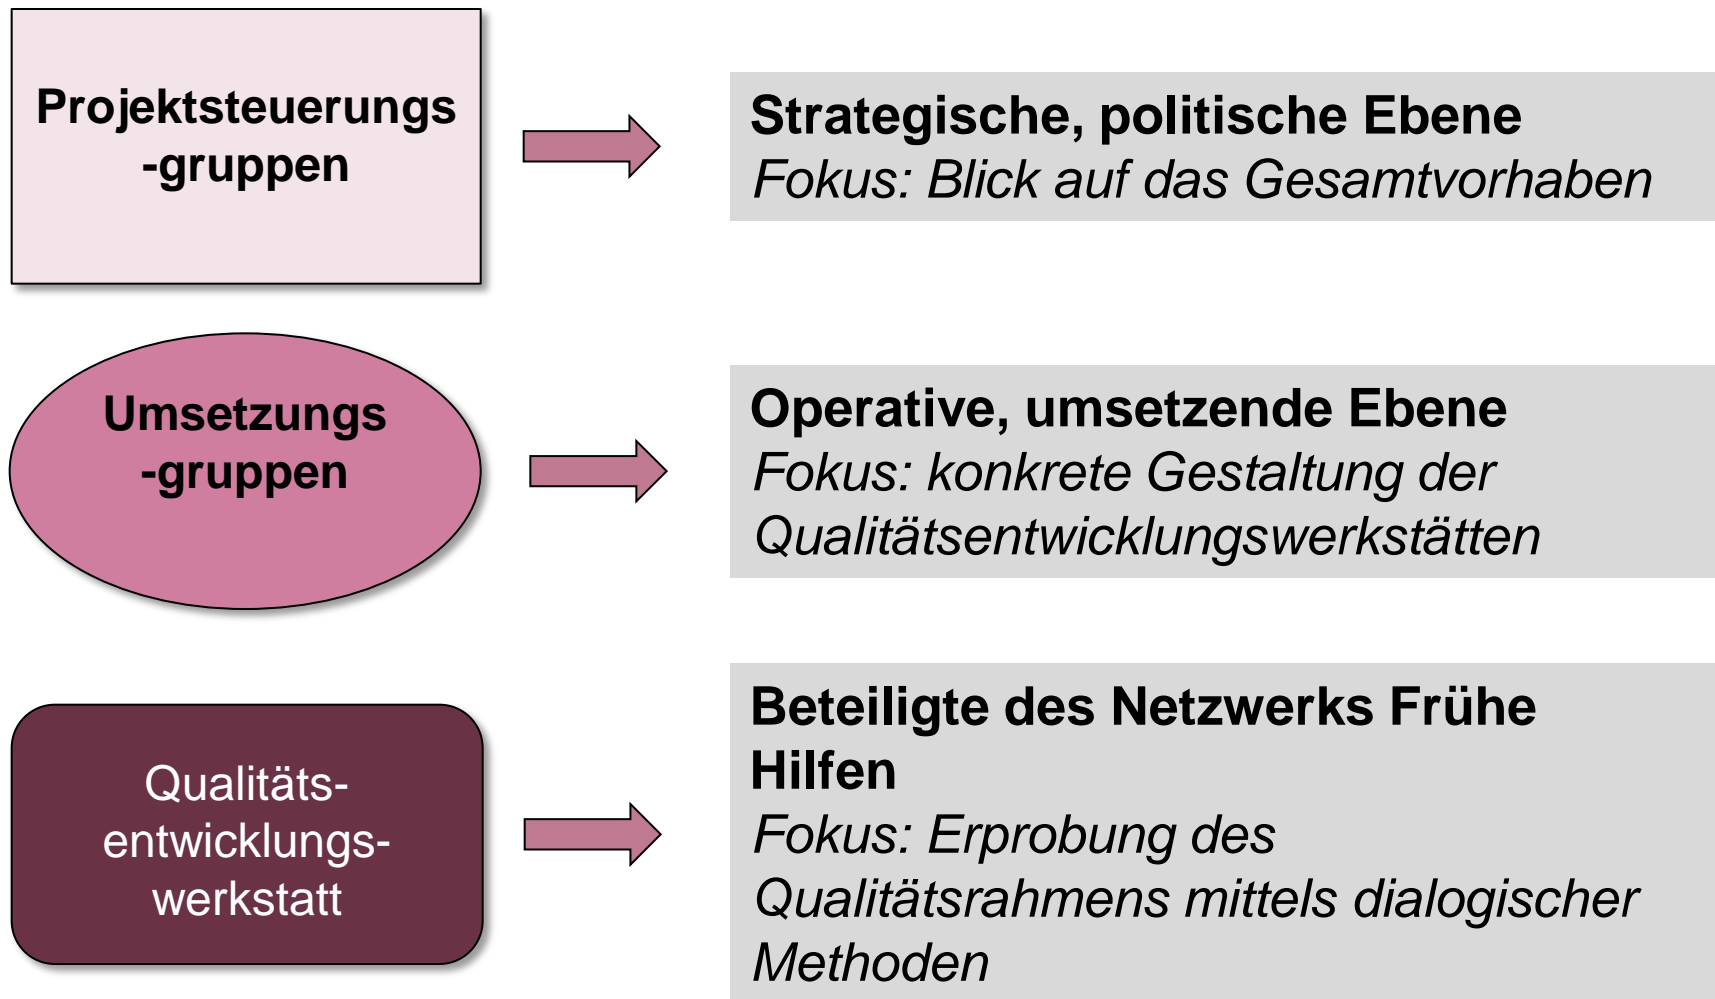 Projektsteuerungs
-gruppen
Strategische, politische Ebene
Fokus: Blick auf das Gesamtvorhaben
Umsetzungs
-gruppen
Operative, umsetzende Ebene
Fokus: konkrete Gestaltung der
Qualitätsentwicklungswerkstätten
Qualitäts-
entwicklungs-
werkstatt
Beteiligte des Netzwerks Frühe
Hilfen
Fokus: Erprobung des
Qualitätsrahmens mittels dialogischer
Methoden